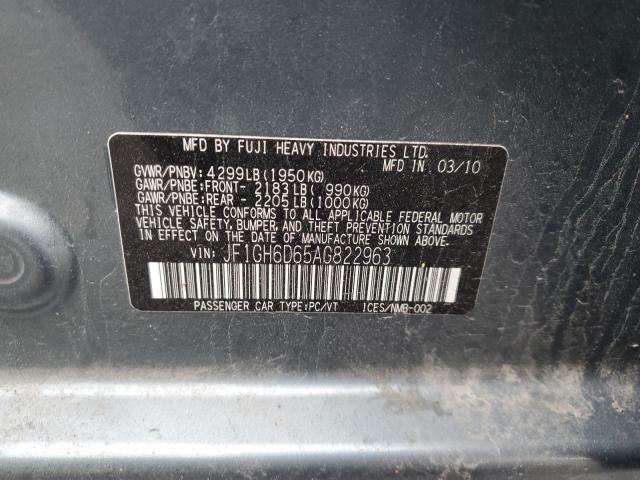 MFD BY FUJI HEAVY INDUSTRIES LTD.
MFD IN 03/10
GVWR/PNBV: 4299LB(1950KG)
GAWR/PNBE:FRONT- 2183LB( 990KG)
GAWR/PNBE:REAR - 2205LB(1000KG)
THIS VEHICLE CONFORMS TO ALL APPLICABLE FEDERAL MOTOR
VEHICLE SAFETY, BUMPER, AND THEFT PREVENTION STANDARDS
IN EFFECT ON THE DATE OF MANUFACTURE SHOWN ABOVE.
VIN: JF1GH6D65AG822963
PASSENGER CAR TYPE:PC/VT ICES/NMB-002